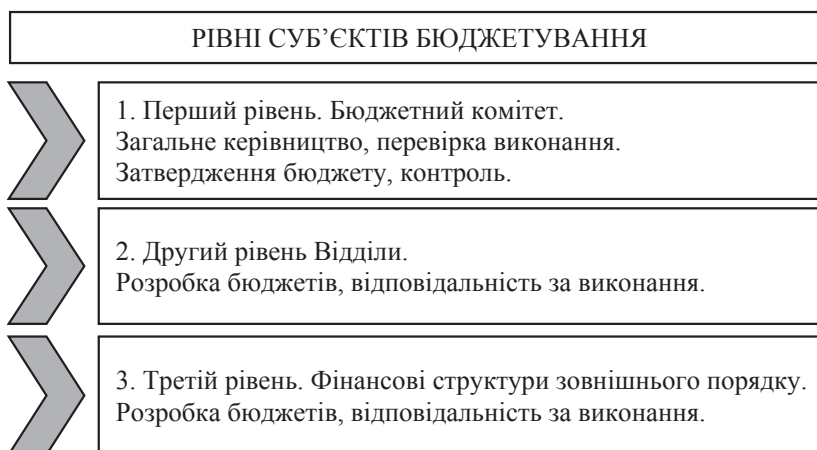 РІВНІ СУБ’ЄКТІВ БЮДЖЕТУВАННЯ
1. Перший рівень. Бюджетний комітет.
Загальне керівництво, перевірка виконання.
Затвердження бюджету, контроль.
2. Другий рівень Відділи.
Розробка бюджетів, відповідальність за виконання.
3. Третій рівень. Фінансові структури зовнішнього порядку.
Розробка бюджетів, відповідальність за виконання.